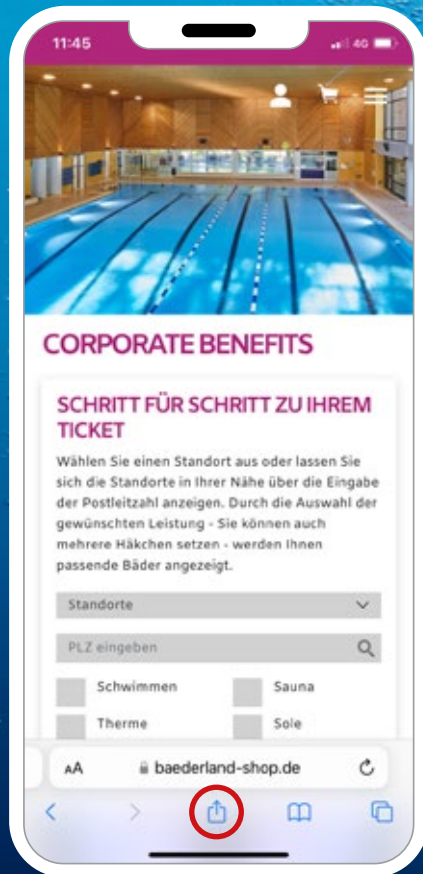 11:45
4G
CORPORATE BENEFITS
SCHRITT FÜR SCHRITT ZU IHREM
TICKET
Wählen Sie einen Standort aus oder lassen Sie
sich die Standorte in Ihrer Nähe über die Eingabe
der Postleitzahl anzeigen. Durch die Auswahl der
gewünschten Leistung - Sie können auch
mehrere Häkchen setzen - werden Ihnen
passende Bäder angezeigt.
Standorte
PLZ eingeben
Schwimmen Sauna
Therme Sole
AA baederland-shop.de